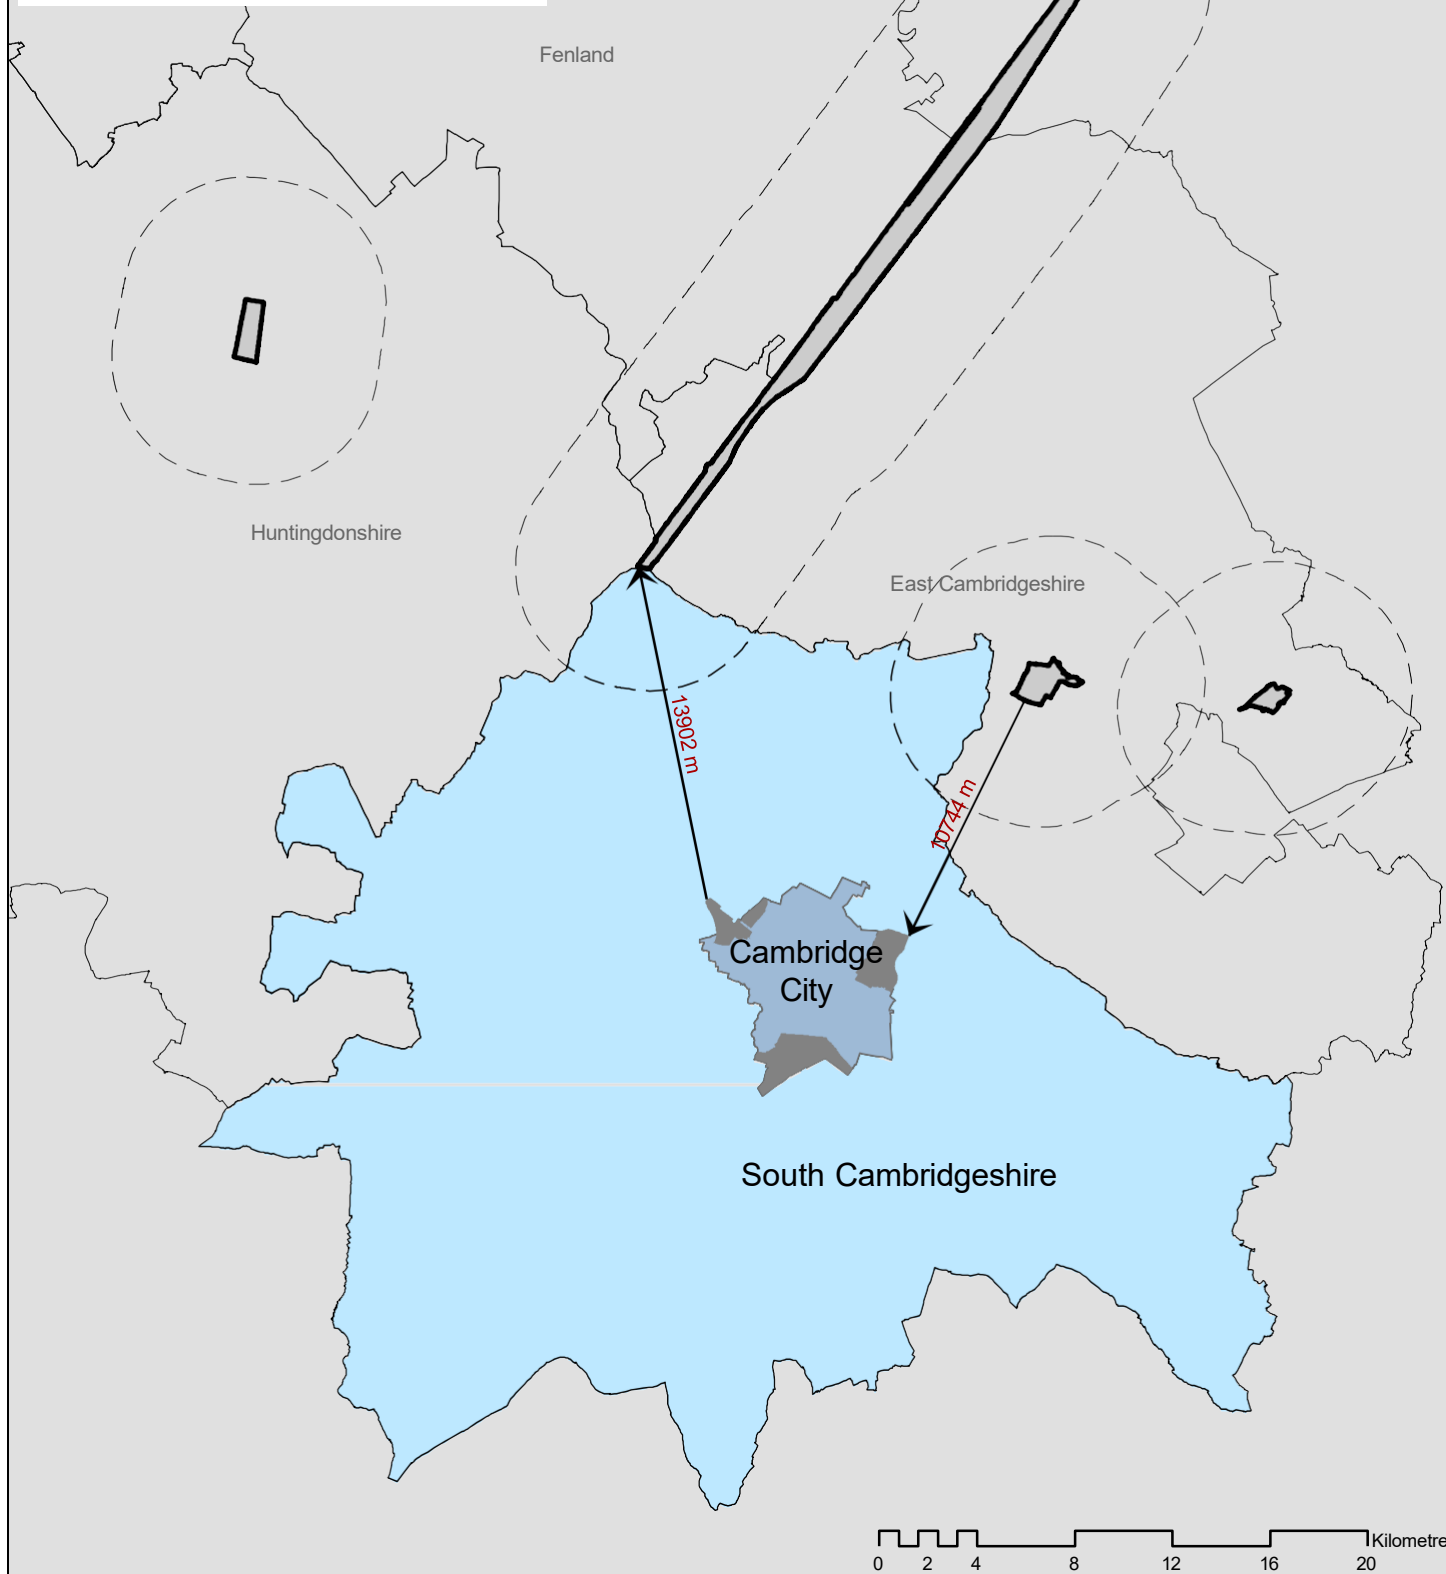 Fenland
Huntingdonshire
East Cambridgeshire
13902 m
10744 m
Cambridge
City
South Cambridgeshire
Kilometre
0 2 4 8 12 16 20